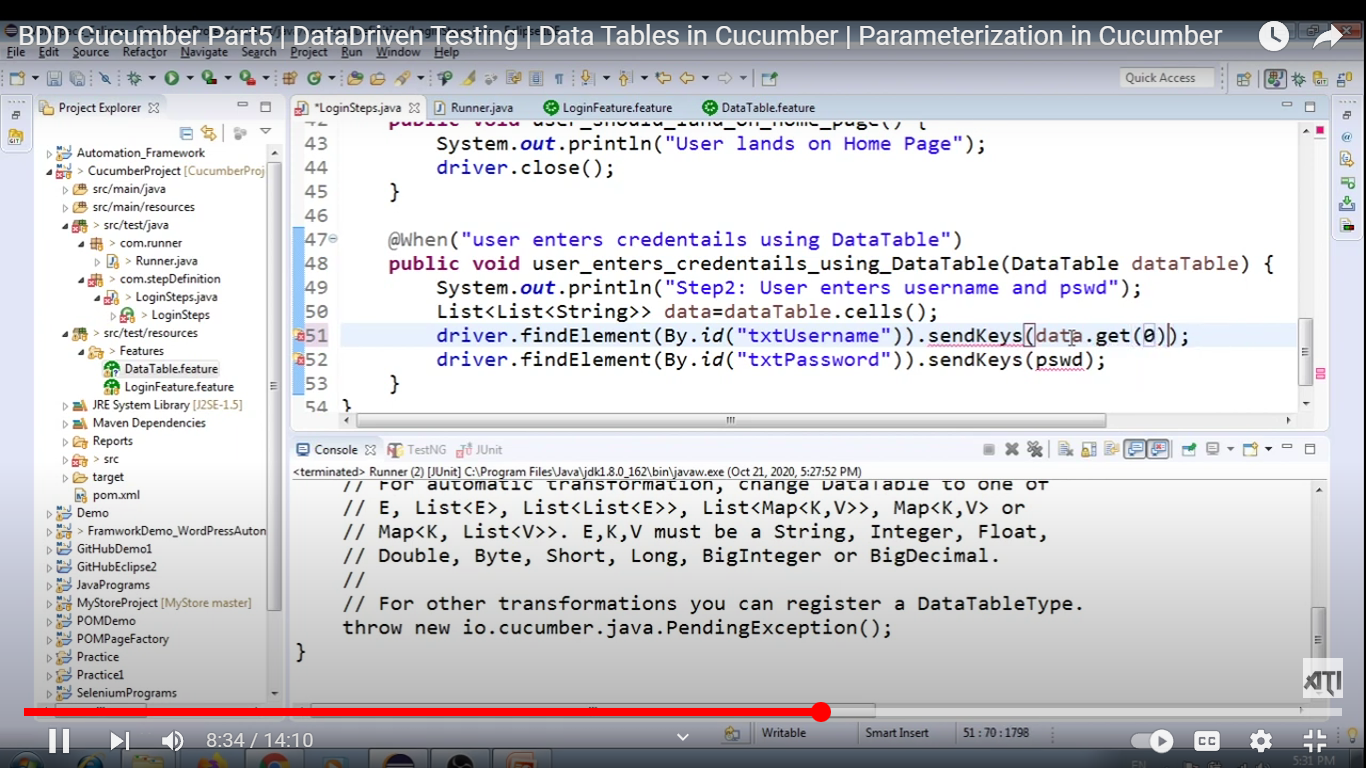 BDD Cucumber Part5 | DataDriven Testing | Data Tables in Cucumber | Parameterization in Cucumber
File Edit Source Refactor Navigate Search Project Run Window Help
Quick Access
Project Explorer
*LoginSteps.java Runner.java LoginFeature.feature DataTable.feature
Automation_Framework
> CucumberProject [CucumberProj
src/main/java
src/main/resources
> src/test/java
> com.runner
> Runner.java
> com.stepDefinition
> LoginSteps.java
> LoginSteps
> src/test/resources
> Features
DataTable.feature
LoginFeature.feature
JRE System Library [J2SE-1.5]
Maven Dependencies
Reports
> src
target
pom.xml
Demo
> FramworkDemo_WordPressAuton
GitHubDemo1
GitHubEclipse2
JavaPrograms
MyStoreProject [MyStore master]
POMDemo
POMPageFactory
Practice
Practice1
SeleniumPrograms
42 public void user_should_land_on_home_page() {
43 System.out.println("User lands on Home Page");
44 driver.close();
45 }
46
47 @When("user enters credentails using DataTable")
48 public void user_enters_credentails_using_DataTable(DataTable dataTable) {
49 System.out.println("Step2: User enters username and pswd");
50 List<List<String>> data=dataTable.cells();
51 driver.findElement(By.id("txtUsername")).sendKeys(data.get(0));
52 driver.findElement(By.id("txtPassword")).sendKeys(pswd);
53 }
54 }
Console TestNG JUnit
<terminated> Runner (2) [JUnit] C:\Program Files\Java\jdk1.8.0_162\bin\javaw.exe (Oct 21, 2020, 5:27:52 PM)
// For automatic transformation, change DataTable to one of
// E, List<E>, List<List<E>>, List<Map<K,V>>, Map<K,V> or
// Map<K, List<V>>. E,K,V must be a String, Integer, Float,
// Double, Byte, Short, Long, BigInteger or BigDecimal.
//
// For other transformations you can register a DataTableType.
throw new io.cucumber.java.PendingException();
}
ATI
8:34 / 14:10
Writable Smart Insert 51 : 70 : 1798
CC
EN 5:31 PM